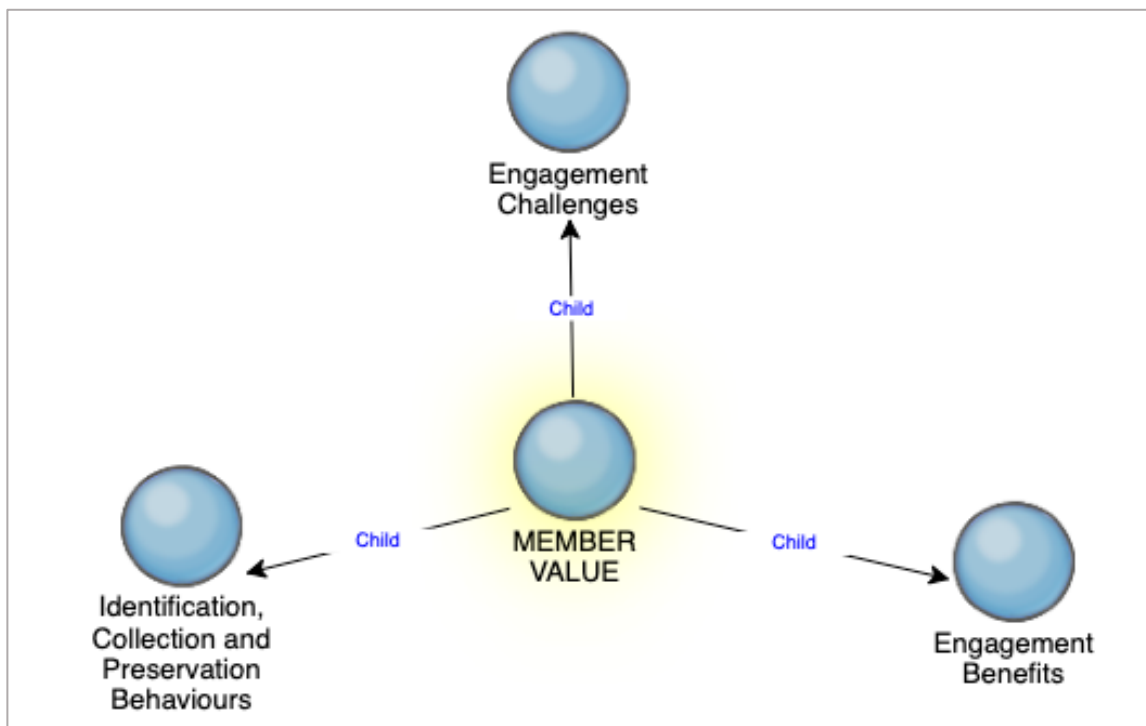 Engagement
Challenges
Child
MEMBER
VALUE
Child
Identification,
Collection and
Preservation
Behaviours
Child
Engagement
Benefits